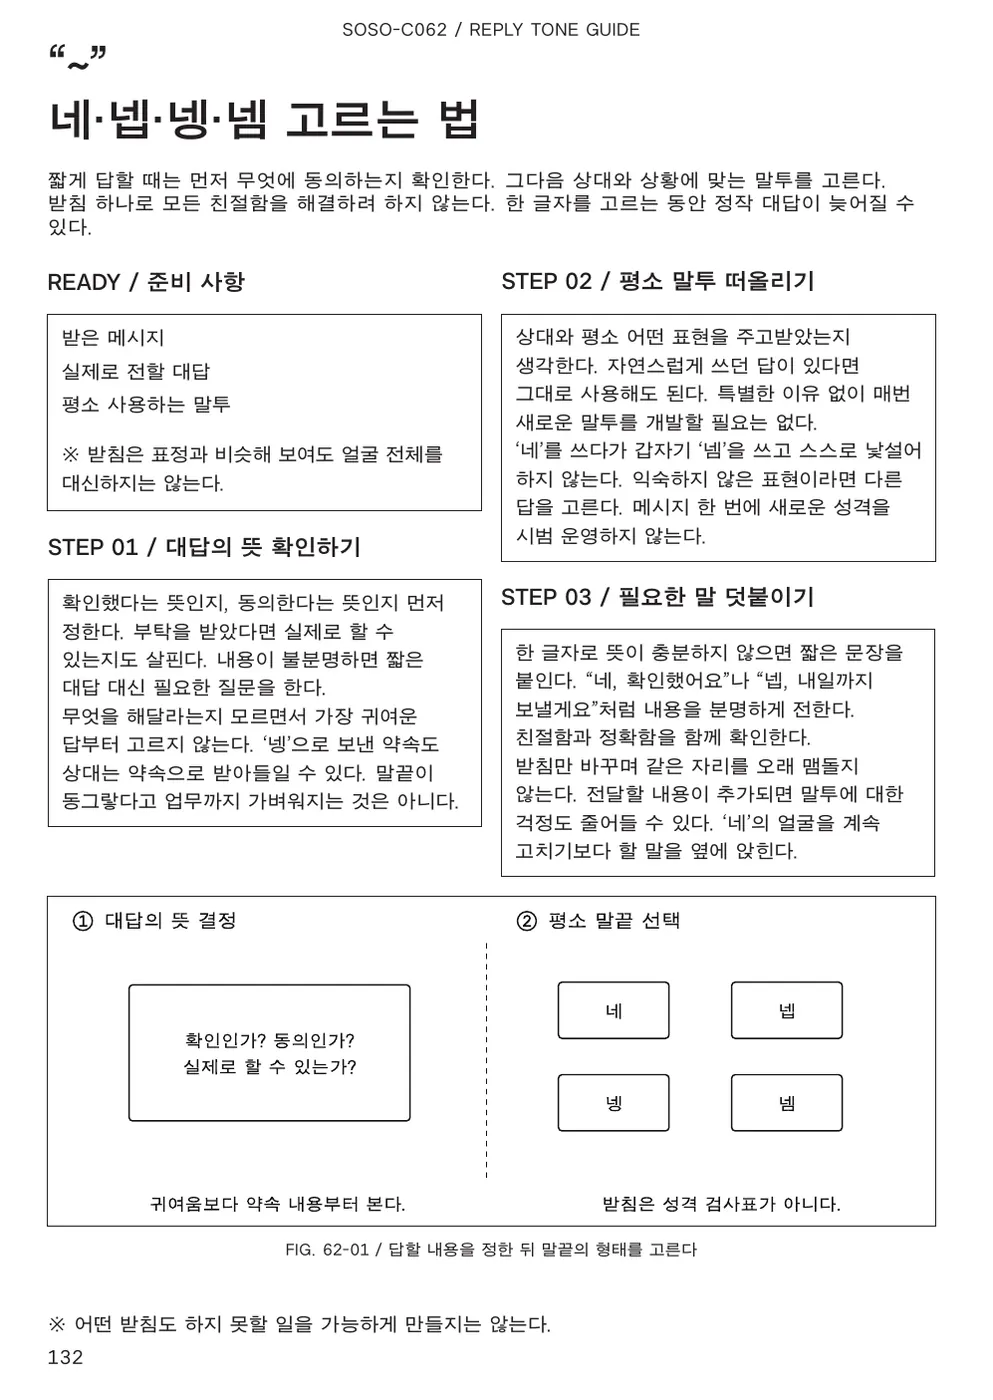 SOSO-C062 / REPLY TONE GUIDE
“~”
네·넵·넹·넴 고르는 법
짧게 답할 때는 먼저 무엇에 동의하는지 확인한다. 그다음 상대와 상황에 맞는 말투를 고른다.
받침 하나로 모든 친절함을 해결하려 하지 않는다. 한 글자를 고르는 동안 정작 대답이 늦어질 수
있다.
READY / 준비 사항
받은 메시지
실제로 전할 대답
평소 사용하는 말투
※ 받침은 표정과 비슷해 보여도 얼굴 전체를
대신하지는 않는다.
STEP 01 / 대답의 뜻 확인하기
확인했다는 뜻인지, 동의한다는 뜻인지 먼저
정한다. 부탁을 받았다면 실제로 할 수
있는지도 살핀다. 내용이 불분명하면 짧은
대답 대신 필요한 질문을 한다.
무엇을 해달라는지 모르면서 가장 귀여운
답부터 고르지 않는다. ‘넹’으로 보낸 약속도
상대는 약속으로 받아들일 수 있다. 말끝이
동그랗다고 업무까지 가벼워지는 것은 아니다.
STEP 02 / 평소 말투 떠올리기
상대와 평소 어떤 표현을 주고받았는지
생각한다. 자연스럽게 쓰던 답이 있다면
그대로 사용해도 된다. 특별한 이유 없이 매번
새로운 말투를 개발할 필요는 없다.
‘네’를 쓰다가 갑자기 ‘넴’을 쓰고 스스로 낯설어
하지 않는다. 익숙하지 않은 표현이라면 다른
답을 고른다. 메시지 한 번에 새로운 성격을
시범 운영하지 않는다.
STEP 03 / 필요한 말 덧붙이기
한 글자로 뜻이 충분하지 않으면 짧은 문장을
붙인다. “네, 확인했어요”나 “넵, 내일까지
보낼게요”처럼 내용을 분명하게 전한다.
친절함과 정확함을 함께 확인한다.
받침만 바꾸며 같은 자리를 오래 맴돌지
않는다. 전달할 내용이 추가되면 말투에 대한
걱정도 줄어들 수 있다. ‘네’의 얼굴을 계속
고치기보다 할 말을 옆에 앉힌다.
① 대답의 뜻 결정
확인인가? 동의인가?
실제로 할 수 있는가?
귀여움보다 약속 내용부터 본다.
② 평소 말끝 선택
네
넵
넹
넴
받침은 성격 검사표가 아니다.
FIG. 62-01 / 답할 내용을 정한 뒤 말끝의 형태를 고른다
※ 어떤 받침도 하지 못할 일을 가능하게 만들지는 않는다.
132